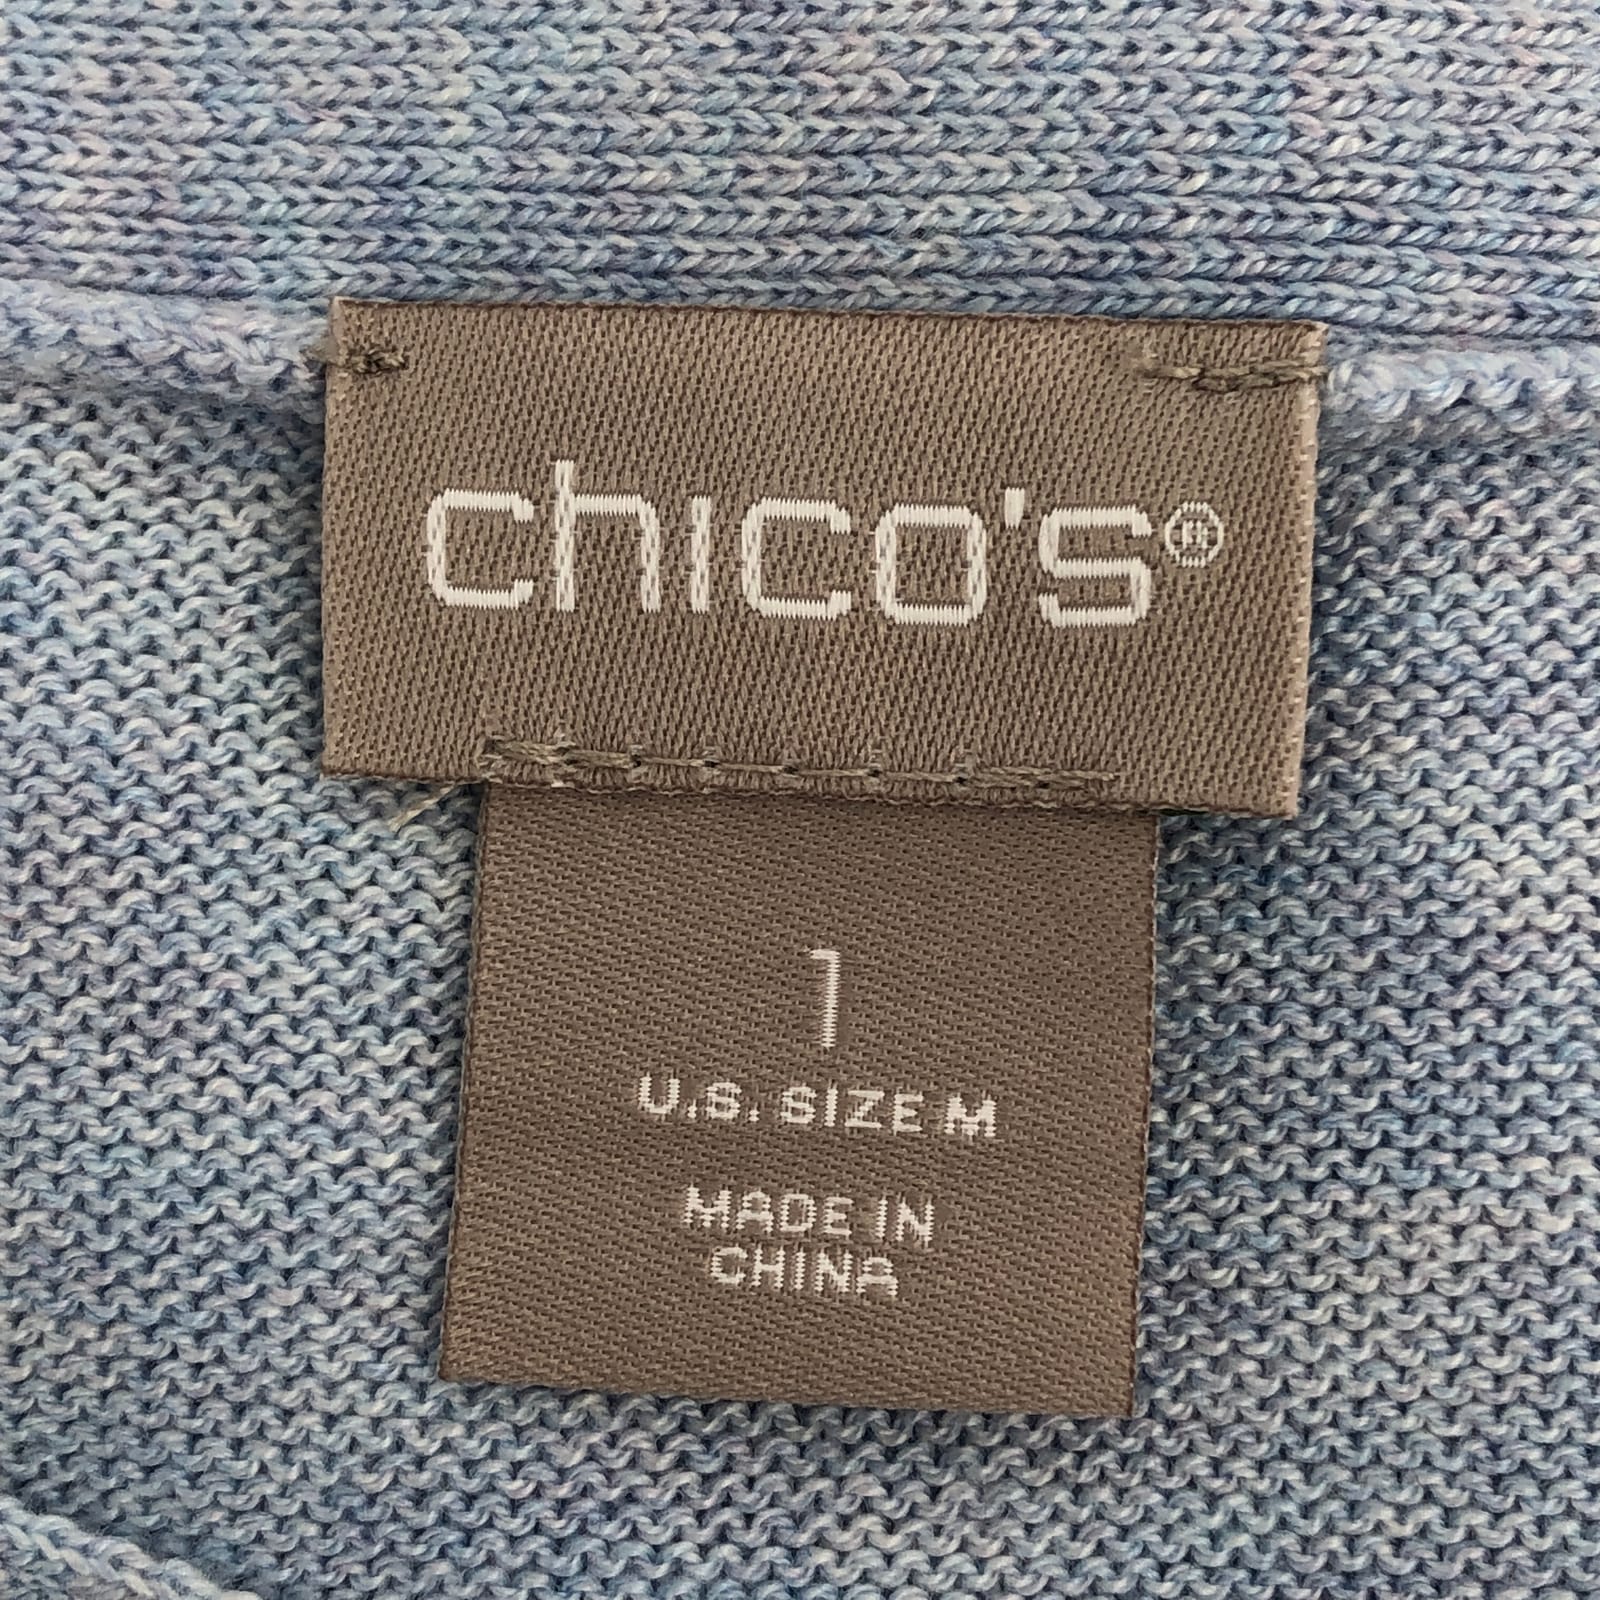 chico's®
1
U.S. SIZE M
MADE IN
CHINA